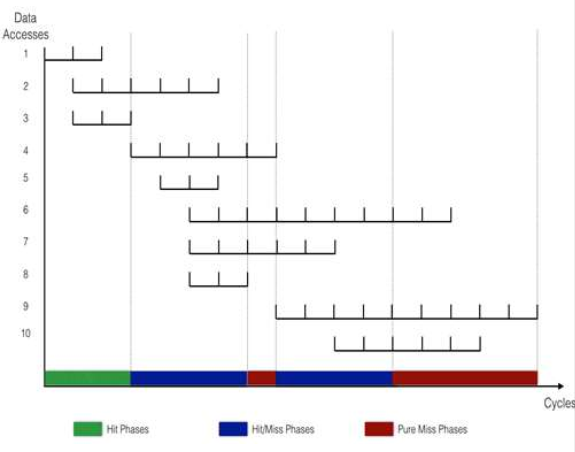 Data
Accesses
1
2
3
4
5
6
7
8
9
10
Cycles
Hit Phases
Hit/Miss Phases
Pure Miss Phases